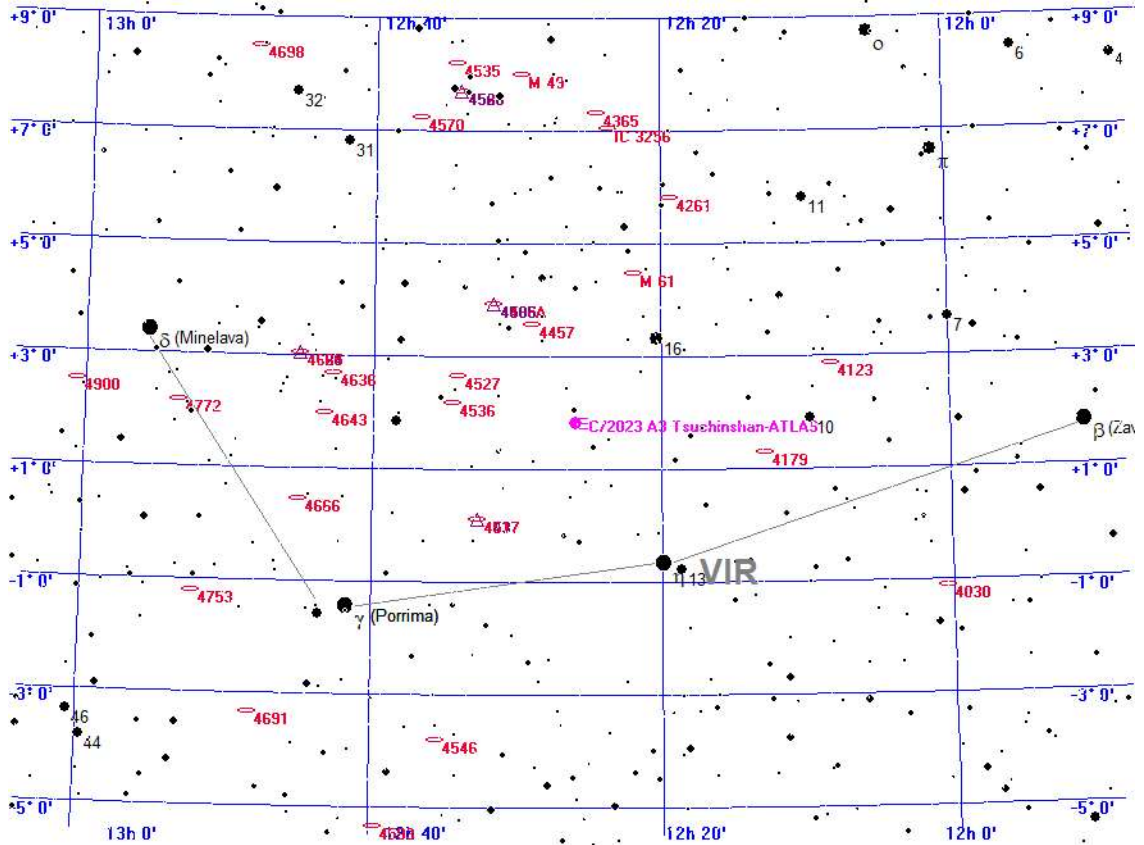 +9° 0'
13h 0'
12h 40'
12h 20'
12h 0'
+9° 0'
4698
4535
M 49
ο
6
4
32
4570
4365
IC 3256
+7° 0'
+7° 0'
31
π
4261
11
+5° 0'
+5° 0'
M 61
4457
7
δ (Minelava)
16
+3° 0'
+3° 0'
4900
4636
4527
4123
4772
4643
4536
C/2023 A3 Tsuchinshan-ATLAS
10
β (Zav
4179
+1° 0'
+1° 0'
4666
VIR
-1° 0'
13
-1° 0'
4753
γ (Porrima)
4030
-3° 0'
-3° 0'
46
4691
44
4546
-5° 0'
-5° 0'
13h 0'
12h 40'
12h 20'
12h 0'